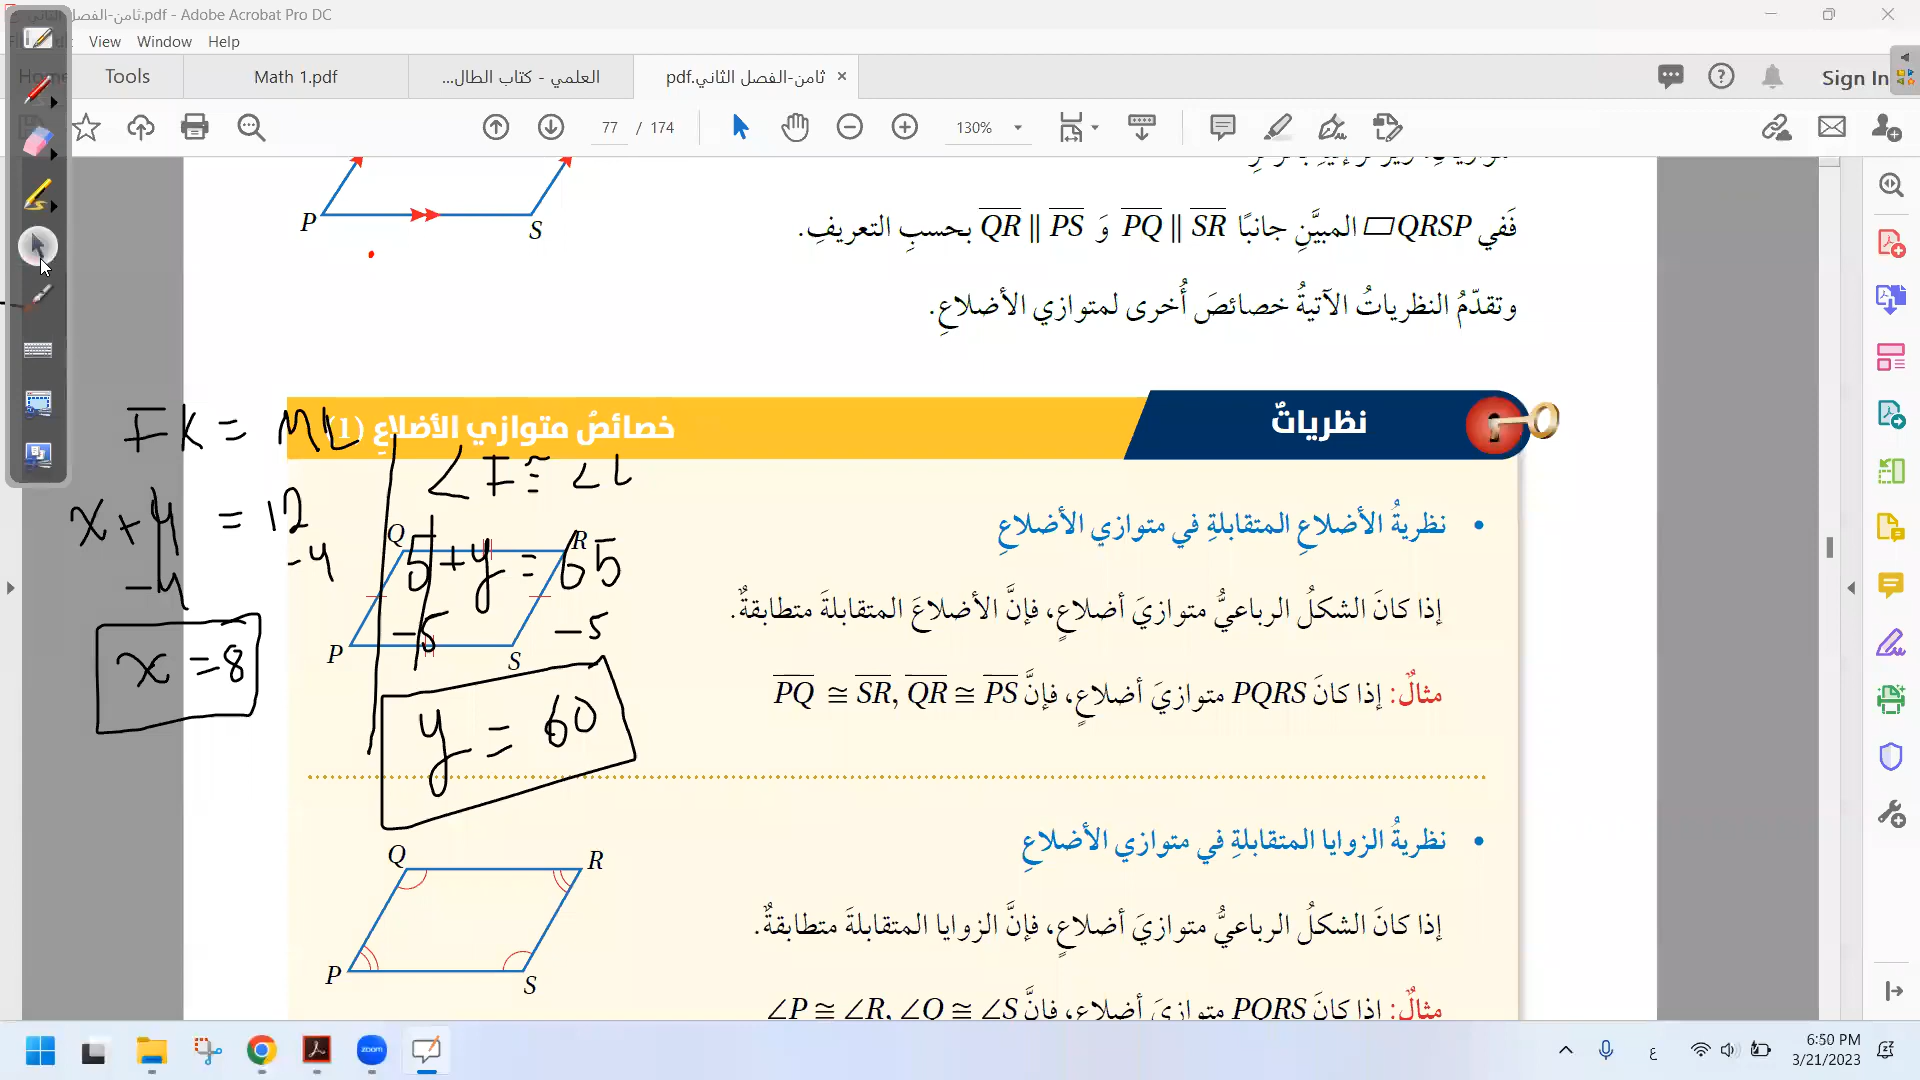 ثامن-الفصل الثاني.pdf - Adobe Acrobat Pro DC
View Window Help
Home Tools Math 1.pdf العلمي - كتاب الطال... ثامن-الفصل الثاني.pdf Sign In
77 / 174 130%
P
S
فَفي ▱QRSP المبيَّنِ جانبًا PQ ∥ SR وَ QR ∥ PS بحسبِ التعريفِ.
وتقدّمُ النظرياتُ الآتيةُ خصائصَ أُخرى لمتوازي الأضلاعِ.
نظرياتٌ
خصائصُ متوازي الأضلاعِ (1)
FK = ML
∠F ≅ ∠L
x + 4 = 12
-4 -4
x = 8
5 + y = 65
-5 -5
y = 60
Q
R
P
S
• نظريةُ الأضلاعِ المتقابلةِ في متوازي الأضلاعِ
إذا كانَ الشكلُ الرباعيُّ متوازيَ أضلاعٍ، فإنَّ الأضلاعَ المتقابلةَ متطابقةٌ.
مثالٌ: إذا كانَ PQRS متوازيَ أضلاعٍ، فإنَّ PQ ≅ SR, QR ≅ PS
• نظريةُ الزوايا المتقابلةِ في متوازي الأضلاعِ
Q
R
P
S
إذا كانَ الشكلُ الرباعيُّ متوازيَ أضلاعٍ، فإنَّ الزوايا المتقابلةَ متطابقةٌ.
مثالٌ: إذا كانَ PQRS متوازيَ أضلاعٍ، فإنَّ ∠P ≅ ∠R, ∠Q ≅ ∠S
zoom
ع
6:50 PM
3/21/2023